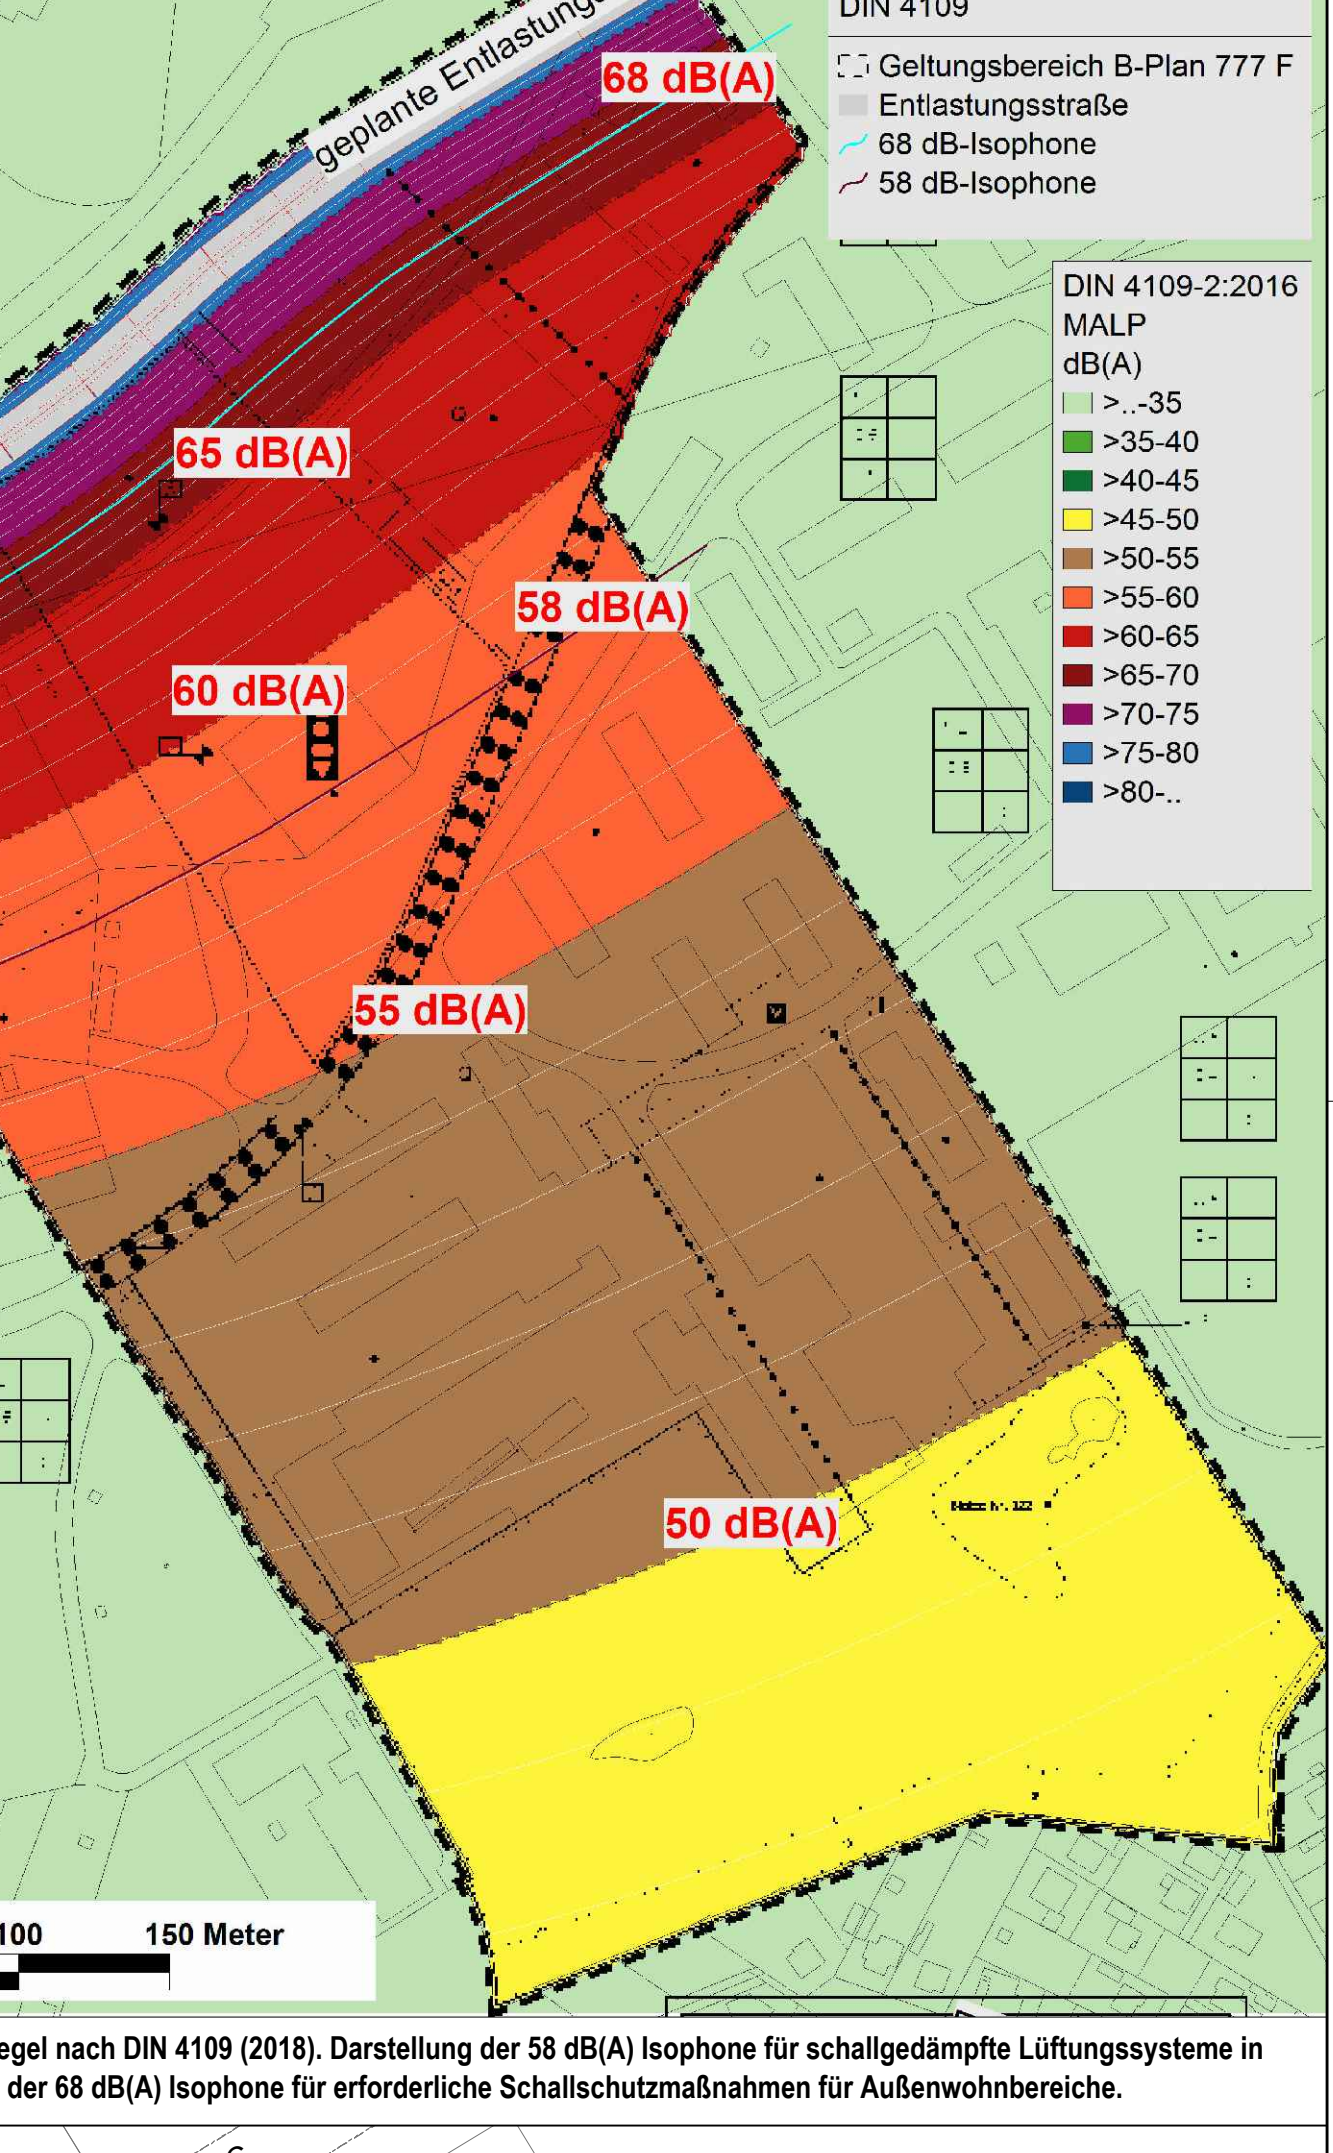 DIN 4109
Geltungsbereich B-Plan 777 F
Entlastungsstraße
68 dB-Isophone
58 dB-Isophone
geplante
68 dB(A)
DIN 4109-2:2016
MALP
dB(A)
>..-35
>35-40
>40-45
>45-50
>50-55
>55-60
>60-65
>65-70
>70-75
>75-80
>80-..
65 dB(A)
58 dB(A)
60 dB(A)
55 dB(A)
50 dB(A)
100 150 Meter
egel nach DIN 4109 (2018). Darstellung der 58 dB(A) Isophone für schallgedämpfte Lüftungssysteme in
der 68 dB(A) Isophone für erforderliche Schallschutzmaßnahmen für Außenwohnbereiche.